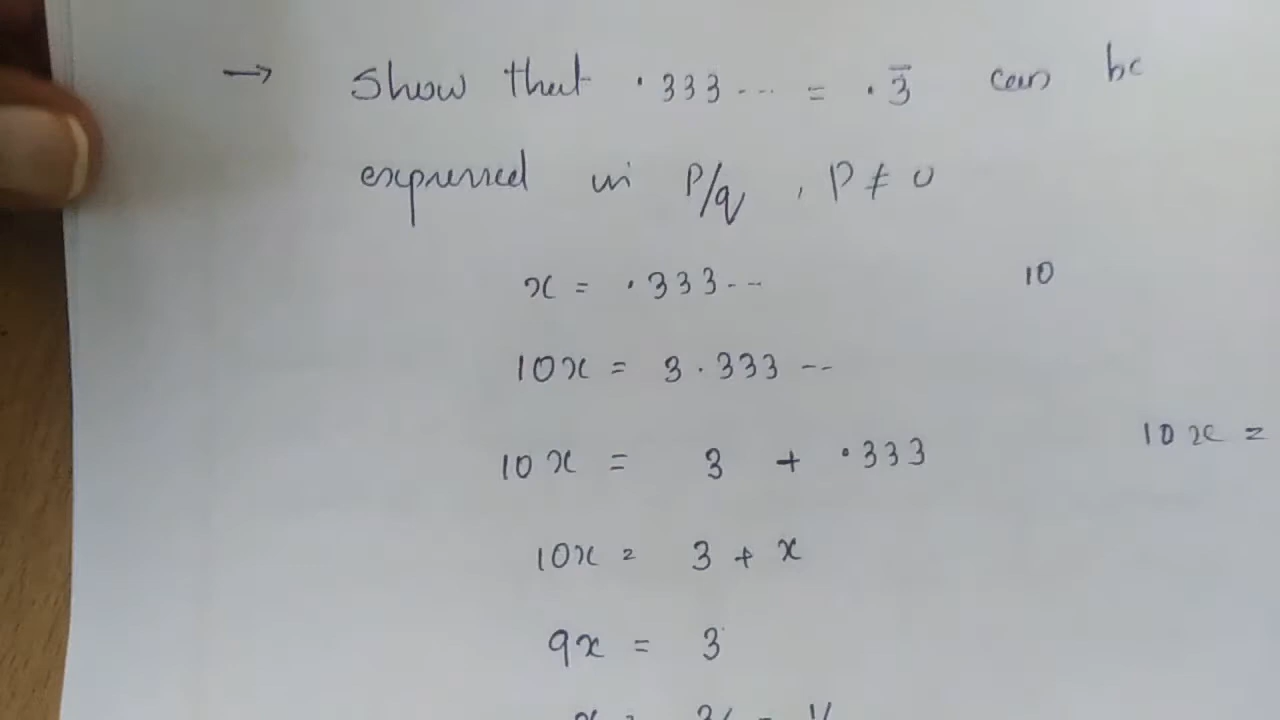 → Show that .333... = .3̅ can be
expressed in P/q , P ≠ 0
x = .333--
10
10x = 3.333 --
10x = 3 + .333
10x =
10x = 3 + x
9x = 3